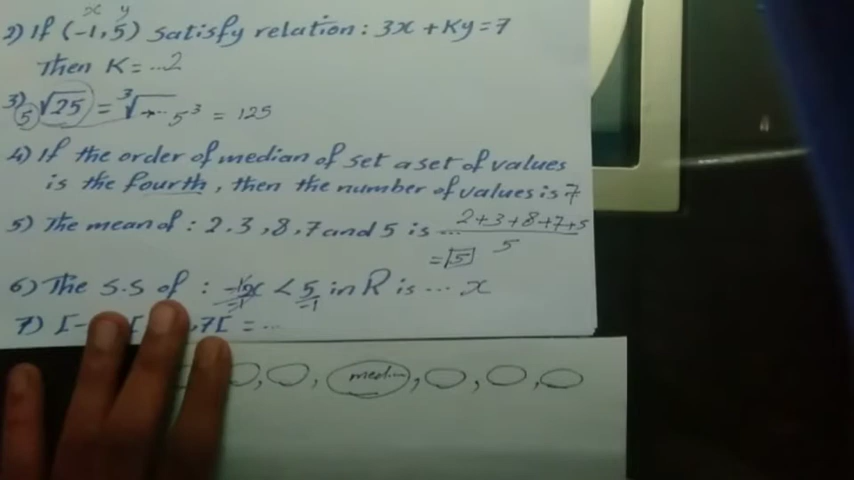 x y
2) If (-1,5) satisfy relation: 3x + Ky = 7
Then K = ...2
3) 5 √25 = ³√ ... 5³ = 125
4) If the order of median of set a set of values
is the fourth, then the number of values is 7
5) The mean of : 2, 3, 8, 7 and 5 is ... 2+3+8+7+5 / 5
= 5
6) The S.S of : -1x/-1 < 5/-1 in R is ... x
7) [- [ ,7[ = ...
median